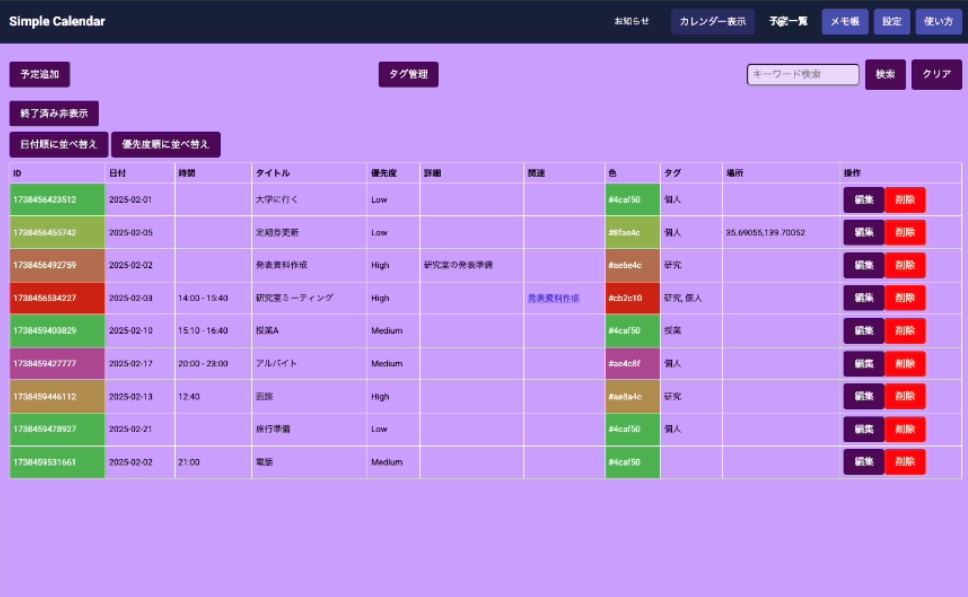 Simple Calendar お知らせ カレンダー表示 予定一覧 メモ帳 設定 使い方
予定追加 タグ管理 キーワード検索 検索 クリア
終了済み非表示
日付順に並べ替え 優先度順に並べ替え
ID 日付 時間 タイトル 優先度 詳細 関連 色 タグ 場所 操作
1738456423512 2025-02-01 大学に行く Low #4caf50 個人 編集 削除
1738456455742 2025-02-05 定期券更新 Low #8fae4c 個人 35.69055,139.70052 編集 削除
1738456492759 2025-02-02 発表資料作成 High 研究室の発表準備 #ae6e4c 研究 編集 削除
1738456534227 2025-02-03 14:00 - 15:40 研究室ミーティング High 発表資料作成 #cb2c10 研究, 個人 編集 削除
1738459403829 2025-02-10 15:10 - 16:40 授業A Medium #4caf50 授業 編集 削除
1738459427777 2025-02-17 20:00 - 23:00 アルバイト Medium #ae4c8f 個人 編集 削除
1738459446112 2025-02-13 12:40 面談 High #ae8a4c 研究 編集 削除
1738459478927 2025-02-21 旅行準備 Low #4caf50 個人 編集 削除
1738459531661 2025-02-02 21:00 電話 Medium #4caf50 編集 削除